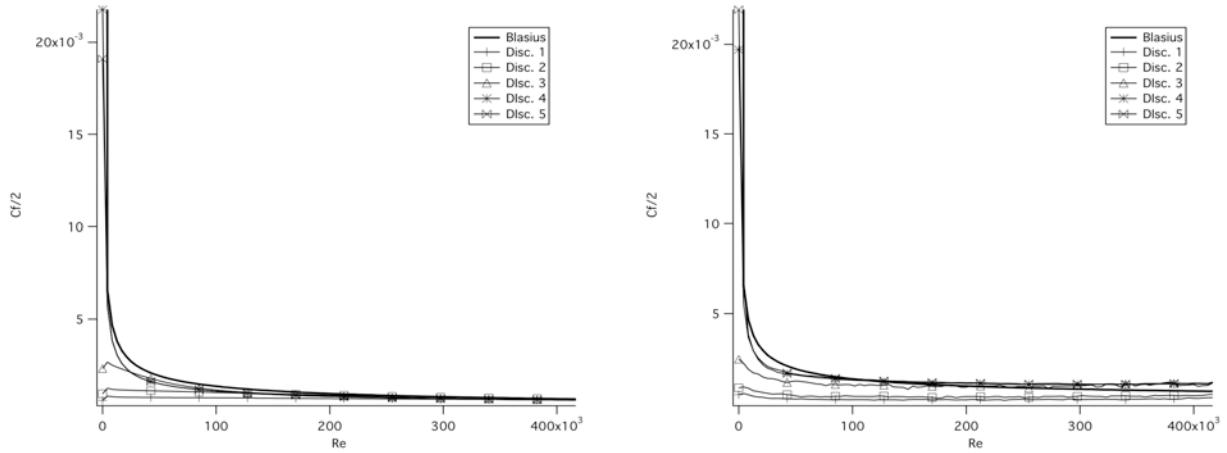 20x10⁻³
15
10
5
Cf/2
0
100
200
300
400x10³
Re
Blasius
Disc. 1
Disc. 2
DIsc. 3
DIsc. 4
DIsc. 5
20x10⁻³
15
10
5
Cf/2
0
100
200
300
400x10³
Re
Blasius
Disc. 1
Disc. 2
DIsc. 3
DIsc. 4
DIsc. 5